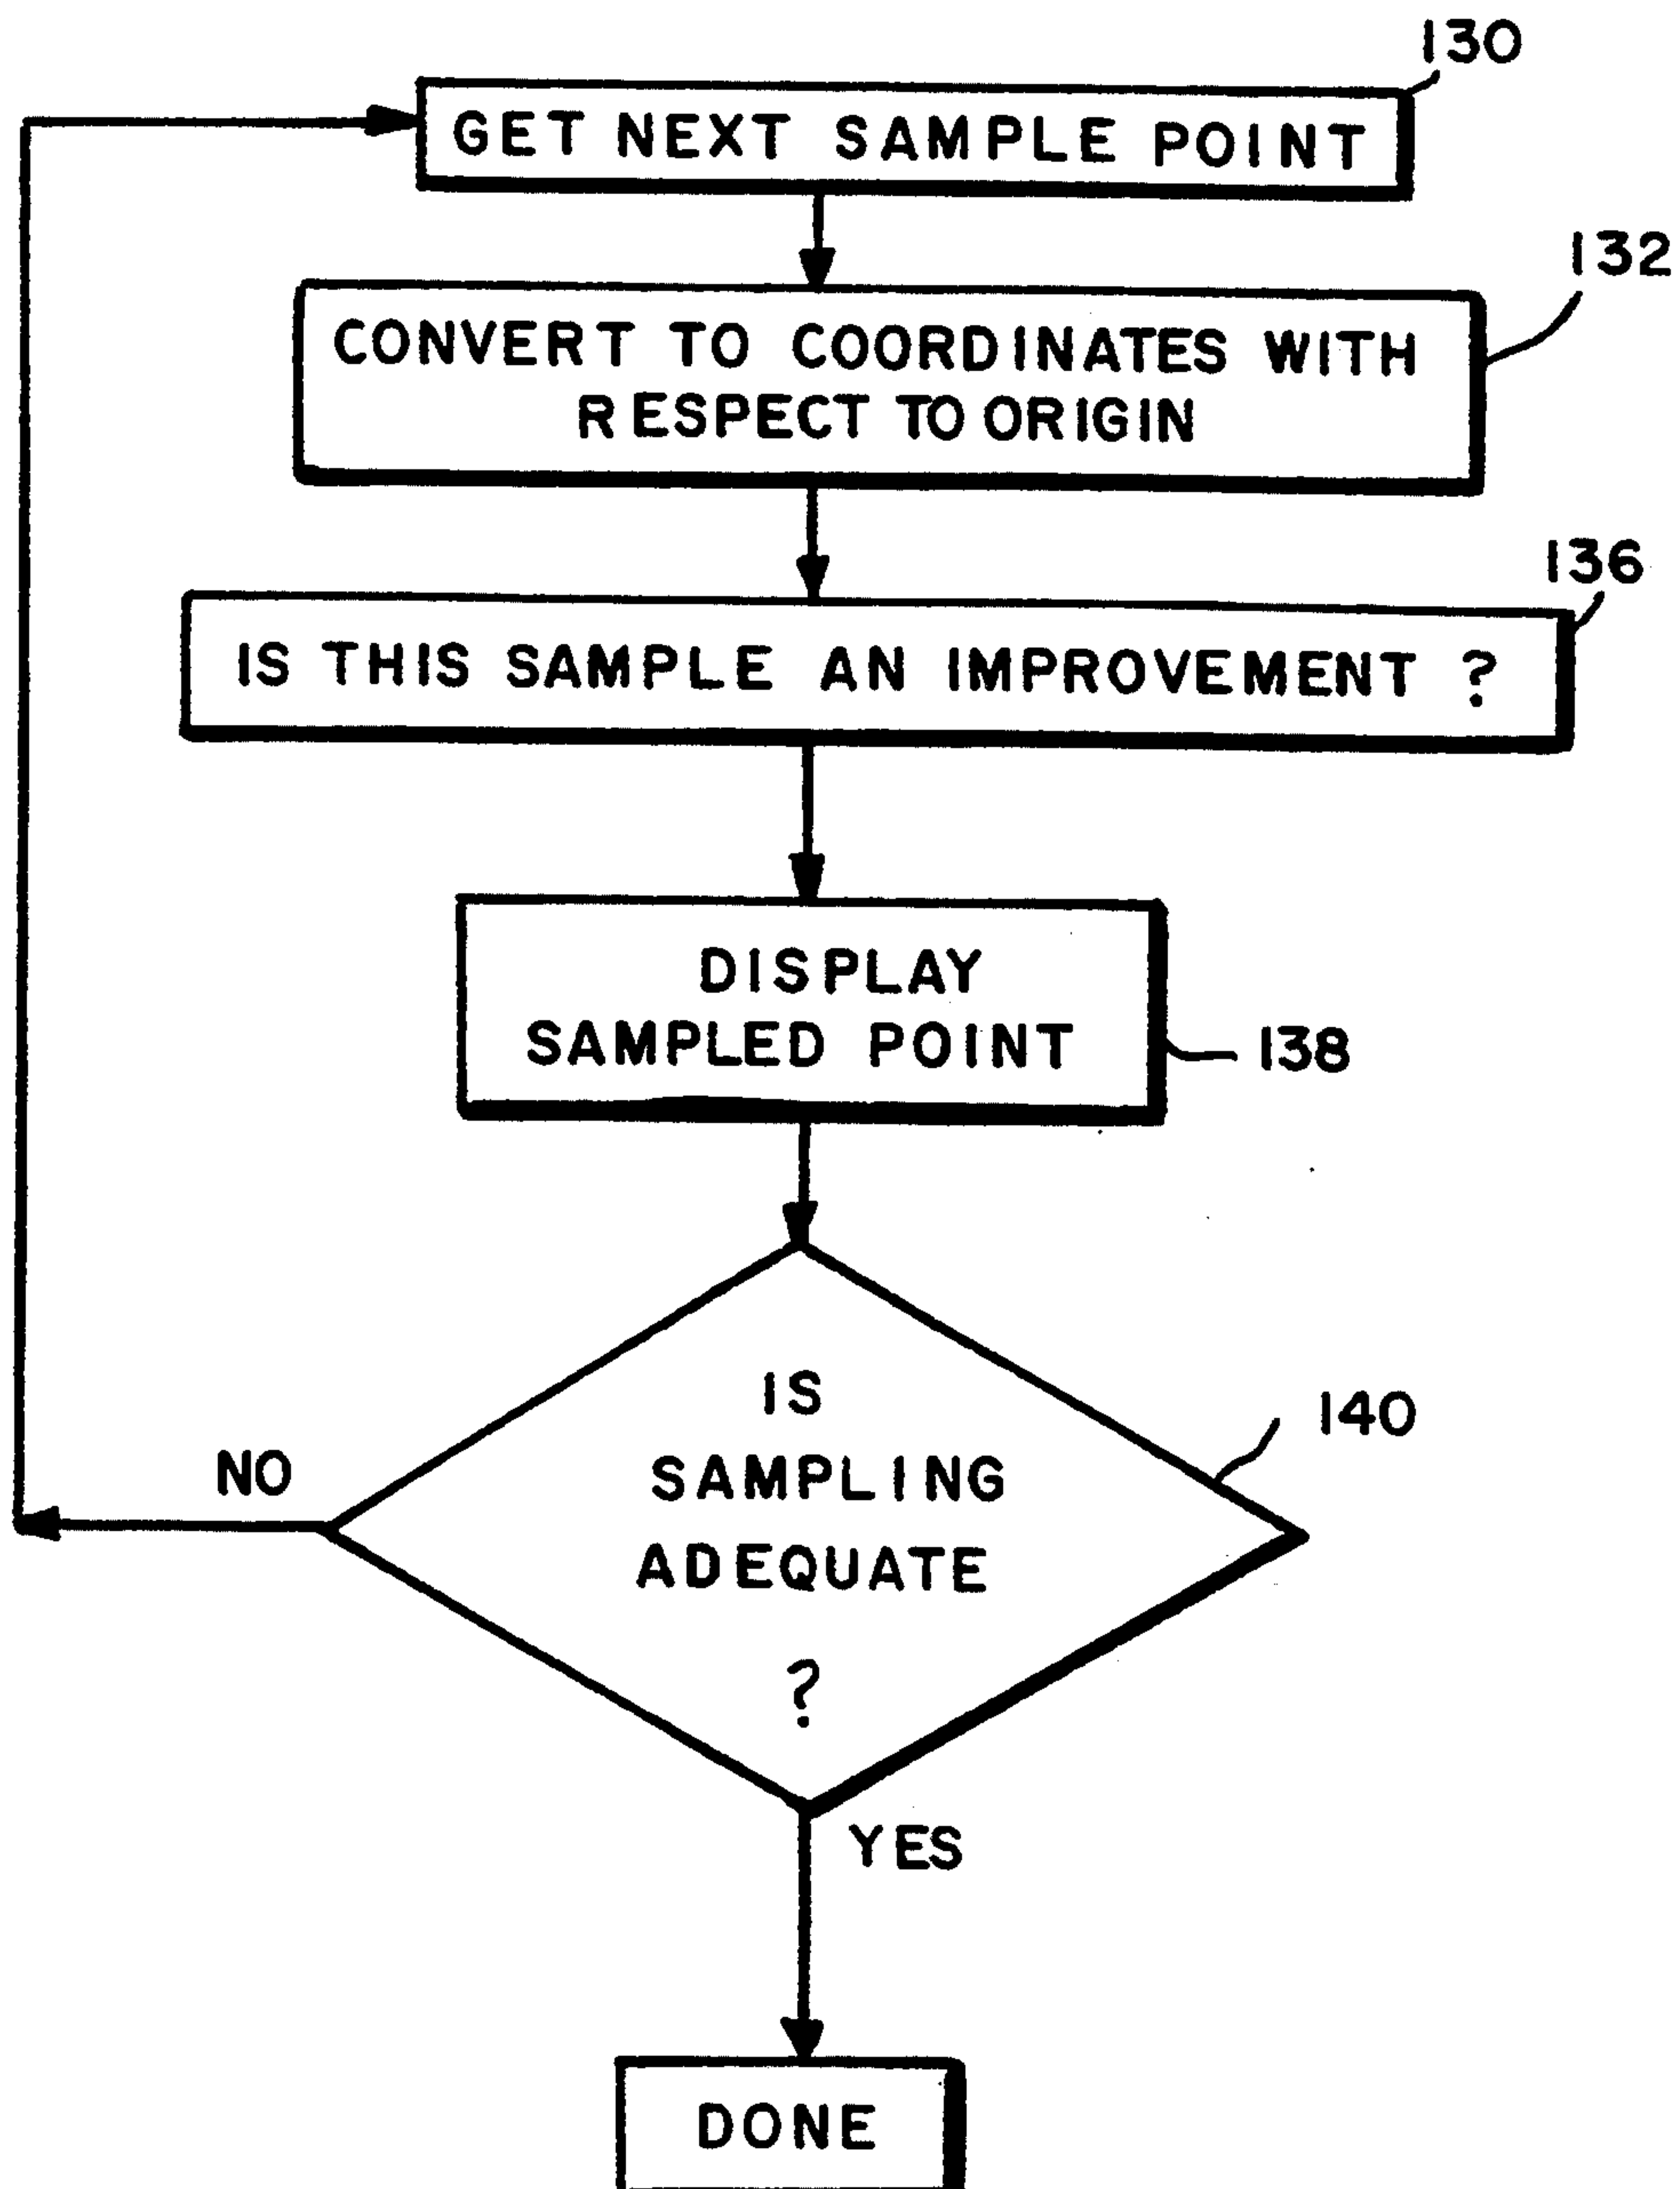 130
GET NEXT SAMPLE POINT
132
CONVERT TO COORDINATES WITH
RESPECT TO ORIGIN
136
IS THIS SAMPLE AN IMPROVEMENT ?
DISPLAY
SAMPLED POINT
138
IS
SAMPLING
ADEQUATE
?
140
NO
YES
DONE